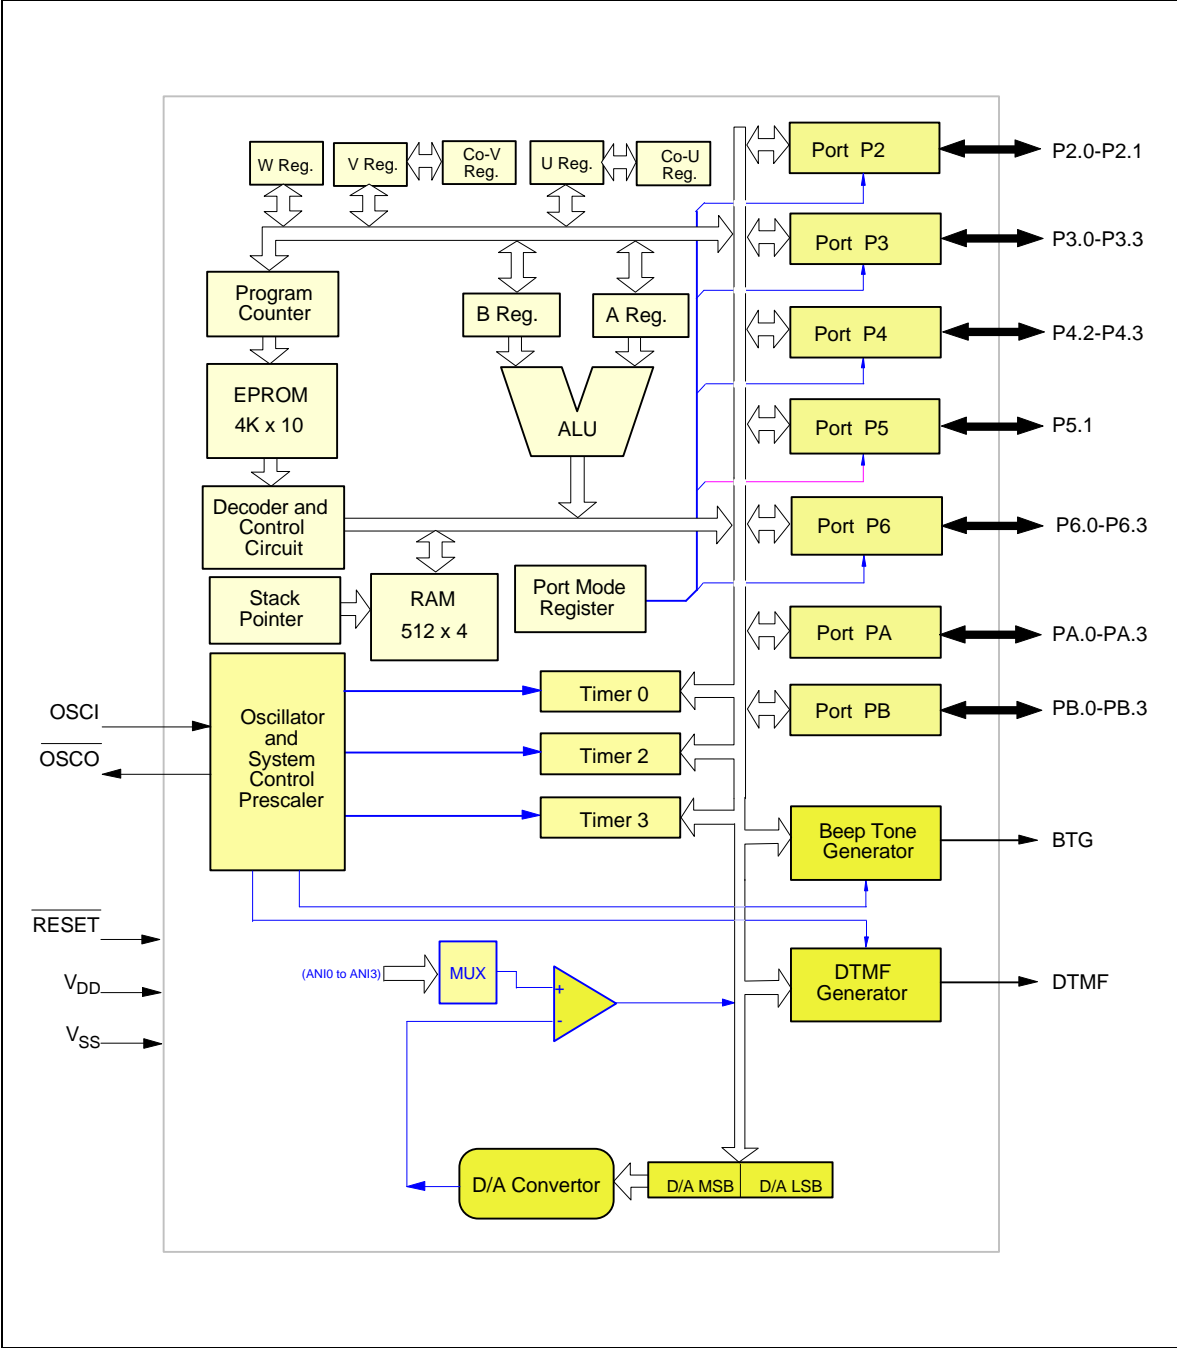 W Reg.
V Reg.
Co-V
Reg.
U Reg.
Co-U
Reg.
Port P2
P2.0-P2.1
Port P3
P3.0-P3.3
Program
Counter
B Reg.
A Reg.
Port P4
P4.2-P4.3
EPROM
4K x 10
ALU
Port P5
P5.1
Decoder and
Control
Circuit
Port P6
P6.0-P6.3
Stack
Pointer
RAM
512 x 4
Port Mode
Register
Port PA
PA.0-PA.3
OSCI
OSCO
Oscillator
and
System
Control
Prescaler
Timer 0
Timer 2
Timer 3
Port PB
PB.0-PB.3
Beep Tone
Generator
BTG
RESET
VDD
VSS
(ANI0 to ANI3)
MUX
+
-
DTMF
Generator
DTMF
D/A Convertor
D/A MSB
D/A LSB